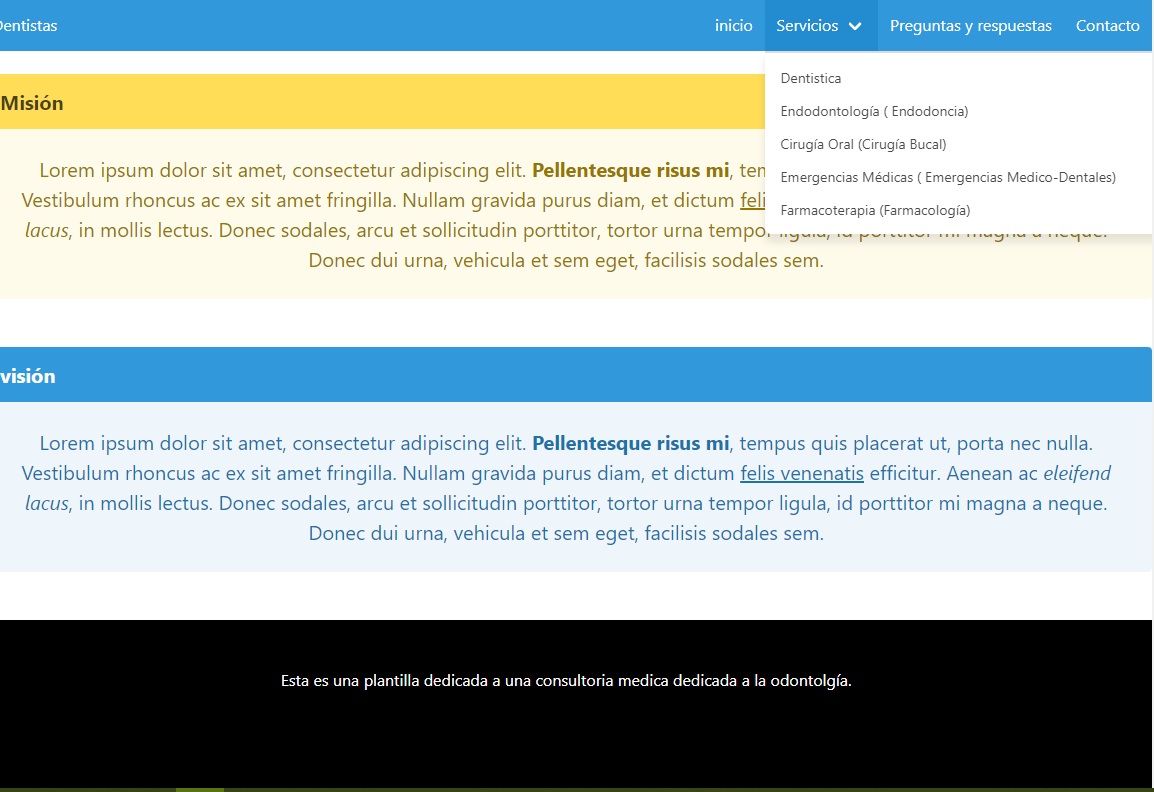 Dentistas
inicio
Servicios
Preguntas y respuestas
Contacto
Dentistica
Endodontología ( Endodoncia)
Cirugía Oral (Cirugía Bucal)
Emergencias Médicas ( Emergencias Medico-Dentales)
Farmacoterapia (Farmacología)
Misión
Lorem ipsum dolor sit amet, consectetur adipiscing elit. Pellentesque risus mi,
Vestibulum rhoncus ac ex sit amet fringilla. Nullam gravida purus diam, et dictum
lacus, in mollis lectus. Donec sodales, arcu et sollicitudin porttitor, tortor urna tempor ligula, id porttitor mi magna a neque.
Donec dui urna, vehicula et sem eget, facilisis sodales sem.
visión
Lorem ipsum dolor sit amet, consectetur adipiscing elit. Pellentesque risus mi, tempus quis placerat ut, porta nec nulla.
Vestibulum rhoncus ac ex sit amet fringilla. Nullam gravida purus diam, et dictum felis venenatis efficitur. Aenean ac eleifend
lacus, in mollis lectus. Donec sodales, arcu et sollicitudin porttitor, tortor urna tempor ligula, id porttitor mi magna a neque.
Donec dui urna, vehicula et sem eget, facilisis sodales sem.
Esta es una plantilla dedicada a una consultoria medica dedicada a la odontolgía.